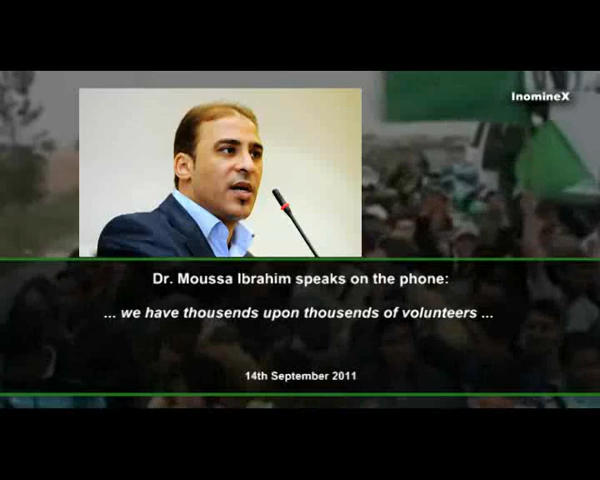 InomineX
Dr. Moussa Ibrahim speaks on the phone:
... we have thousends upon thousends of volunteers ...
14th September 2011